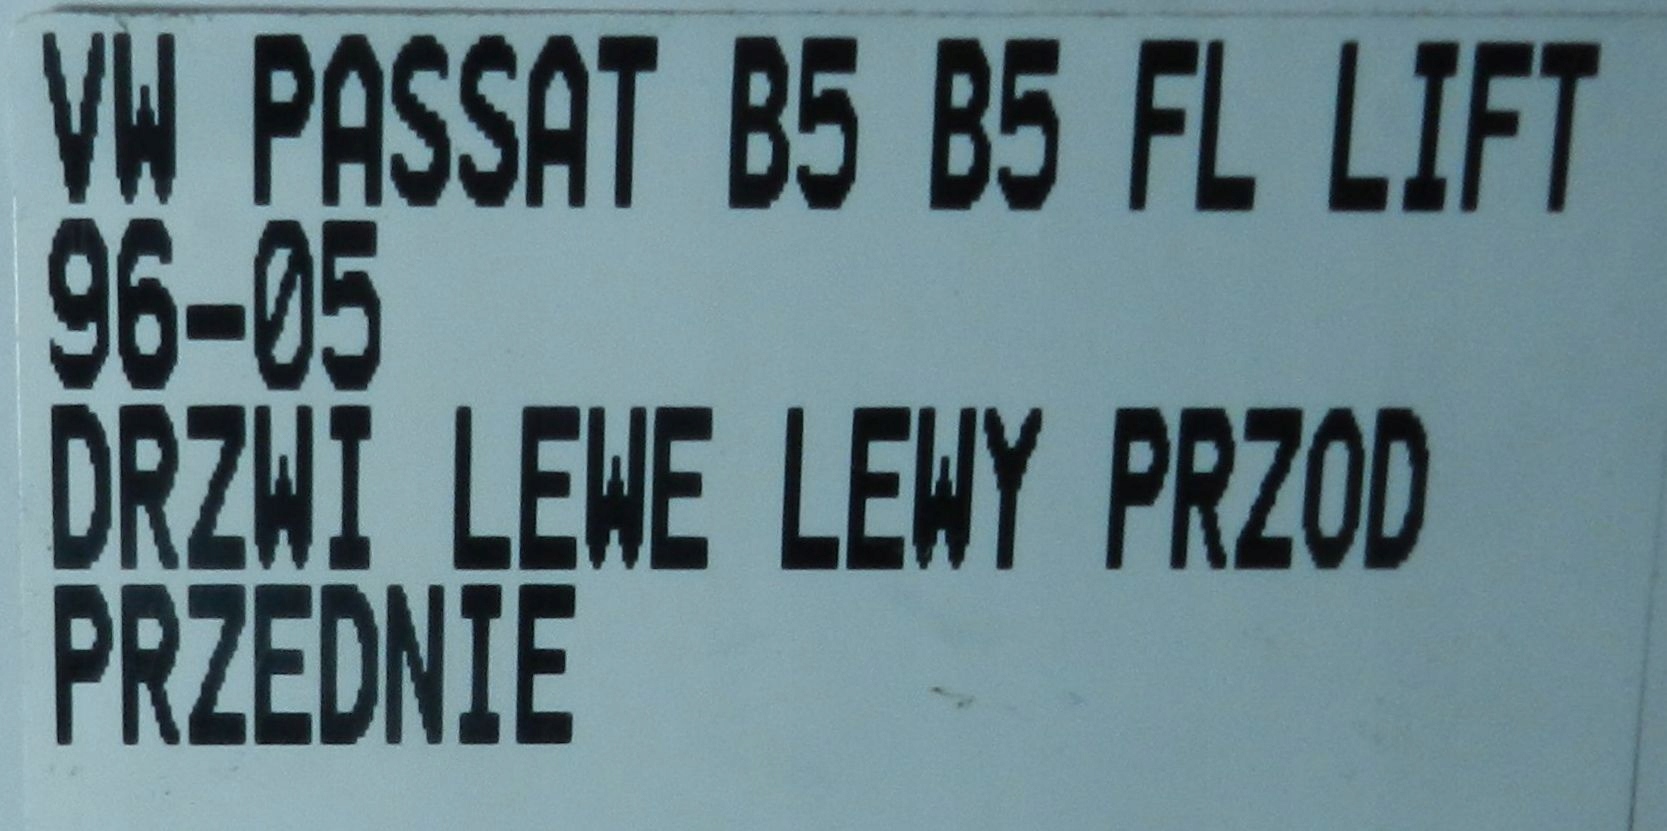 VW PASSAT B5 B5 FL LIFT
96-05
DRZWI LEWE LEWY PRZOD
PRZEDNIE